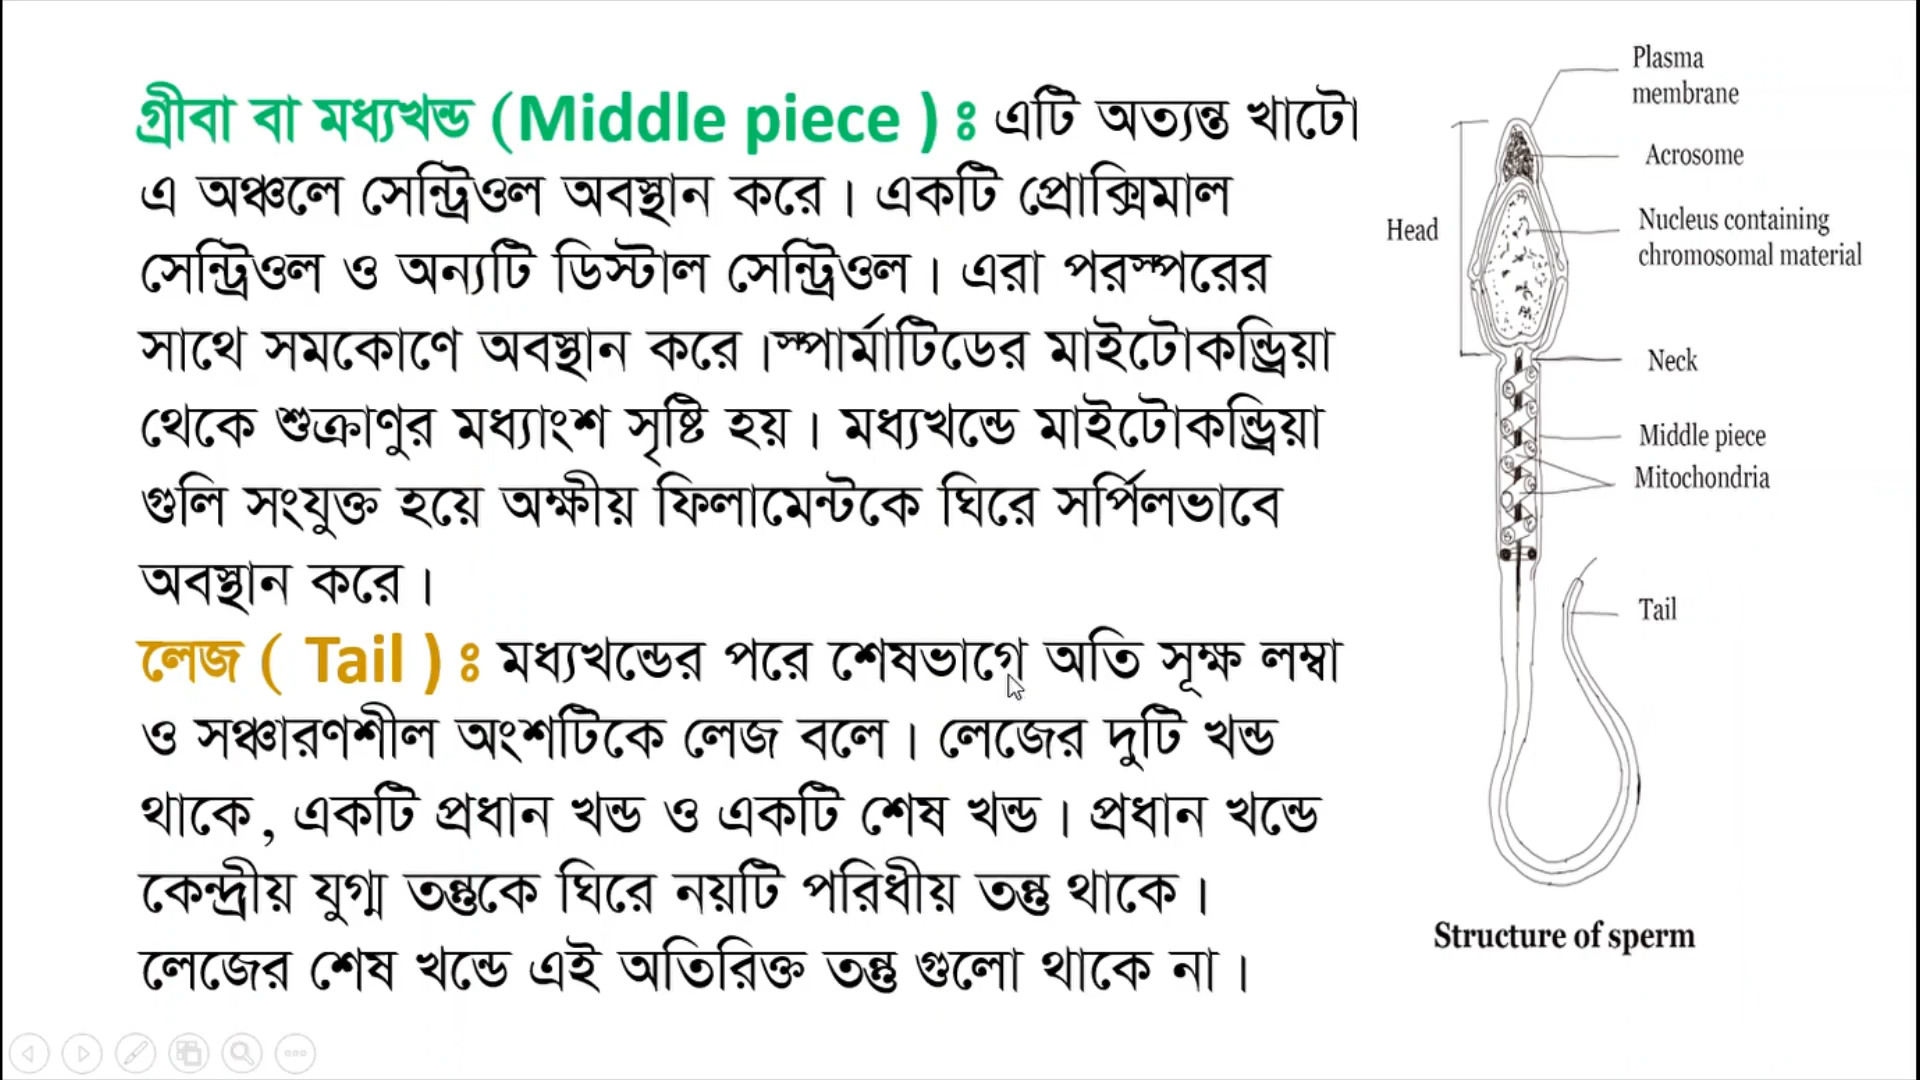 গ্রীবা বা মধ্যখন্ড (Middle piece ) ঃ এটি অত্যন্ত খাটো
এ অঞ্চলে সেন্ট্রিওল অবস্থান করে । একটি প্রোক্সিমাল
সেন্ট্রিওল ও অন্যটি ডিস্টাল সেন্ট্রিওল । এরা পরস্পরের
সাথে সমকোণে অবস্থান করে ।স্পার্মাটিডের মাইটোকন্ড্রিয়া
থেকে শুক্রাণুর মধ্যাংশ সৃষ্টি হয় । মধ্যখন্ডে মাইটোকন্ড্রিয়া
গুলি সংযুক্ত হয়ে অক্ষীয় ফিলামেন্টকে ঘিরে সর্পিলভাবে
অবস্থান করে ।
লেজ ( Tail ) ঃ মধ্যখন্ডের পরে শেষভাগে অতি সূক্ষ লম্বা
ও সঞ্চারণশীল অংশটিকে লেজ বলে । লেজের দুটি খন্ড
থাকে, একটি প্রধান খন্ড ও একটি শেষ খন্ড । প্রধান খন্ডে
কেন্দ্রীয় যুগ্ম তন্তুকে ঘিরে নয়টি পরিধীয় তন্তু থাকে ।
লেজের শেষ খন্ডে এই অতিরিক্ত তন্তু গুলো থাকে না ।
Plasma
membrane
Acrosome
Nucleus containing
chromosomal material
Head
Neck
Middle piece
Mitochondria
Tail
Structure of sperm